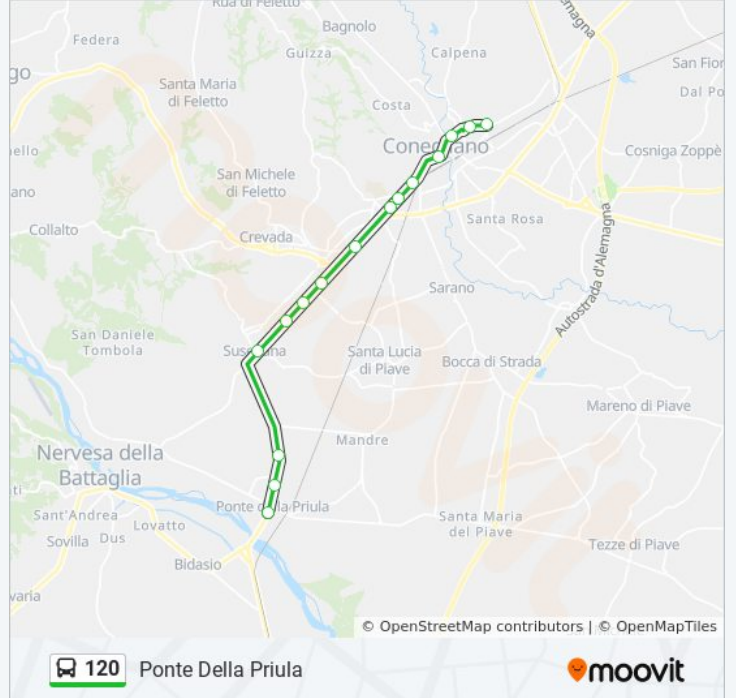 Rua di Feletto
Bagnolo
Federa
Guizza
Calpena
San Fior
Santa Maria
di Feletto
Costa
Dal Po
Conegliano
Cosniga Zoppè
San Michele
di Feletto
Collalto
Crevada
Santa Rosa
Autostrada d'Alemagna
Sarano
San Daniele
Tombola
Susegana
Santa Lucia
di Piave
Bocca di Strada
Mareno di Piave
Mandre
Nervesa della
Battaglia
Ponte della Priula
Sant'Andrea
Santa Maria
del Piave
Lovatto
Sovilla
Dus
Tezze di Piave
Bidasio
© OpenStreetMap contributors | © OpenMapTiles
120 Ponte Della Priula
moovit